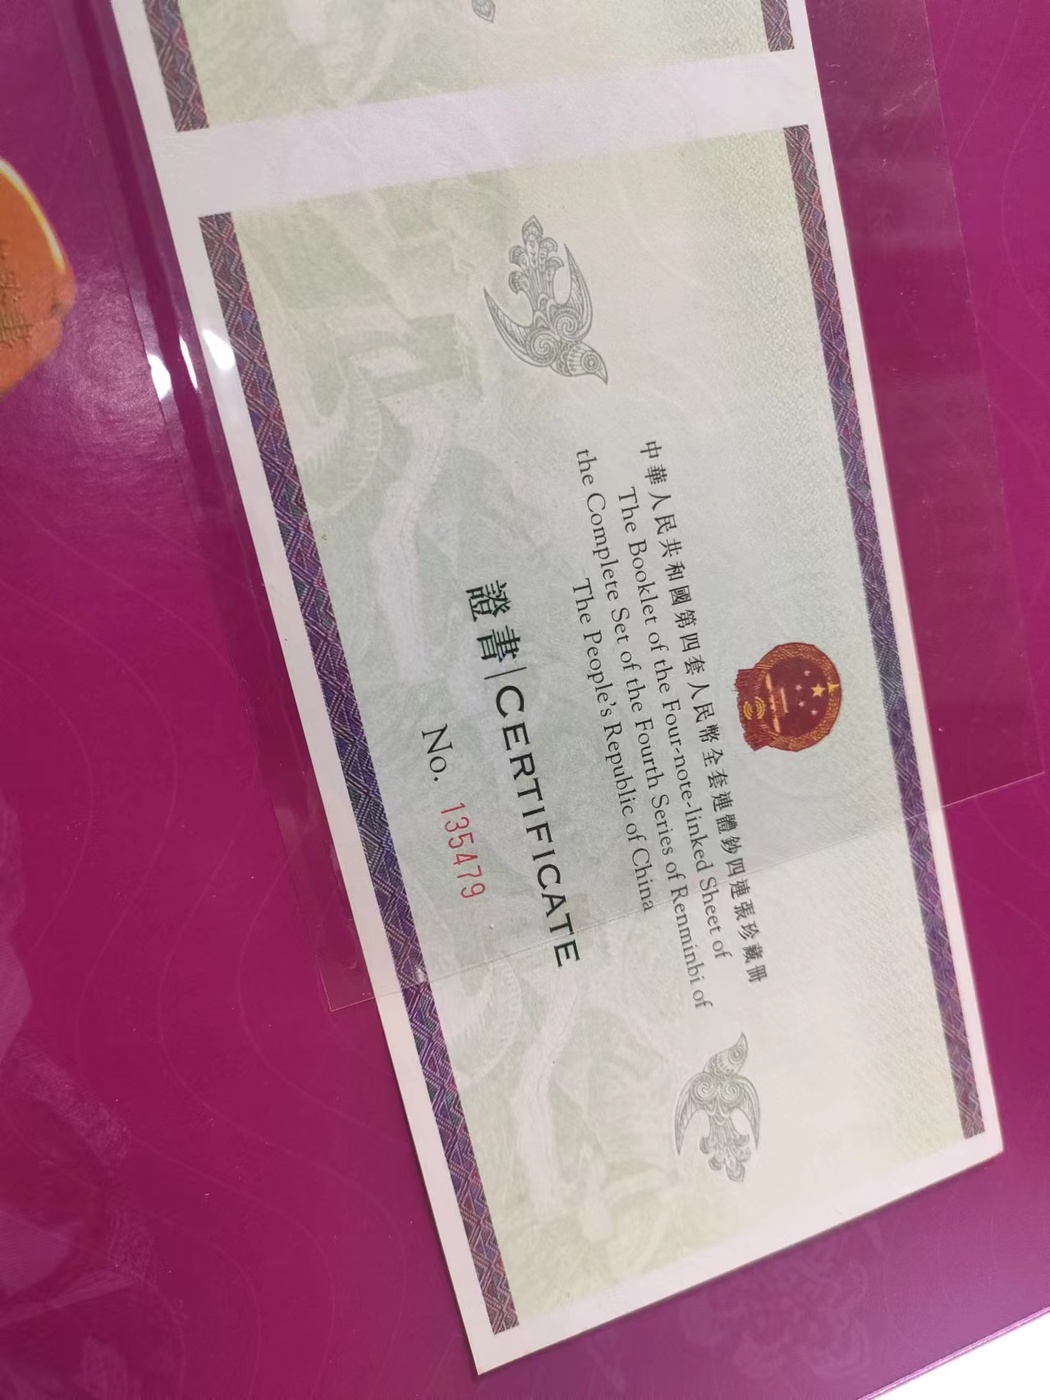 中華人民共和國第四套人民幣全套連體鈔四連張珍藏冊
The Booklet of the Four-note-linked Sheet of
the Complete Set of the Fourth Series of Renminbi of
The People's Republic of China
證書|CERTIFICATE
No. 135479